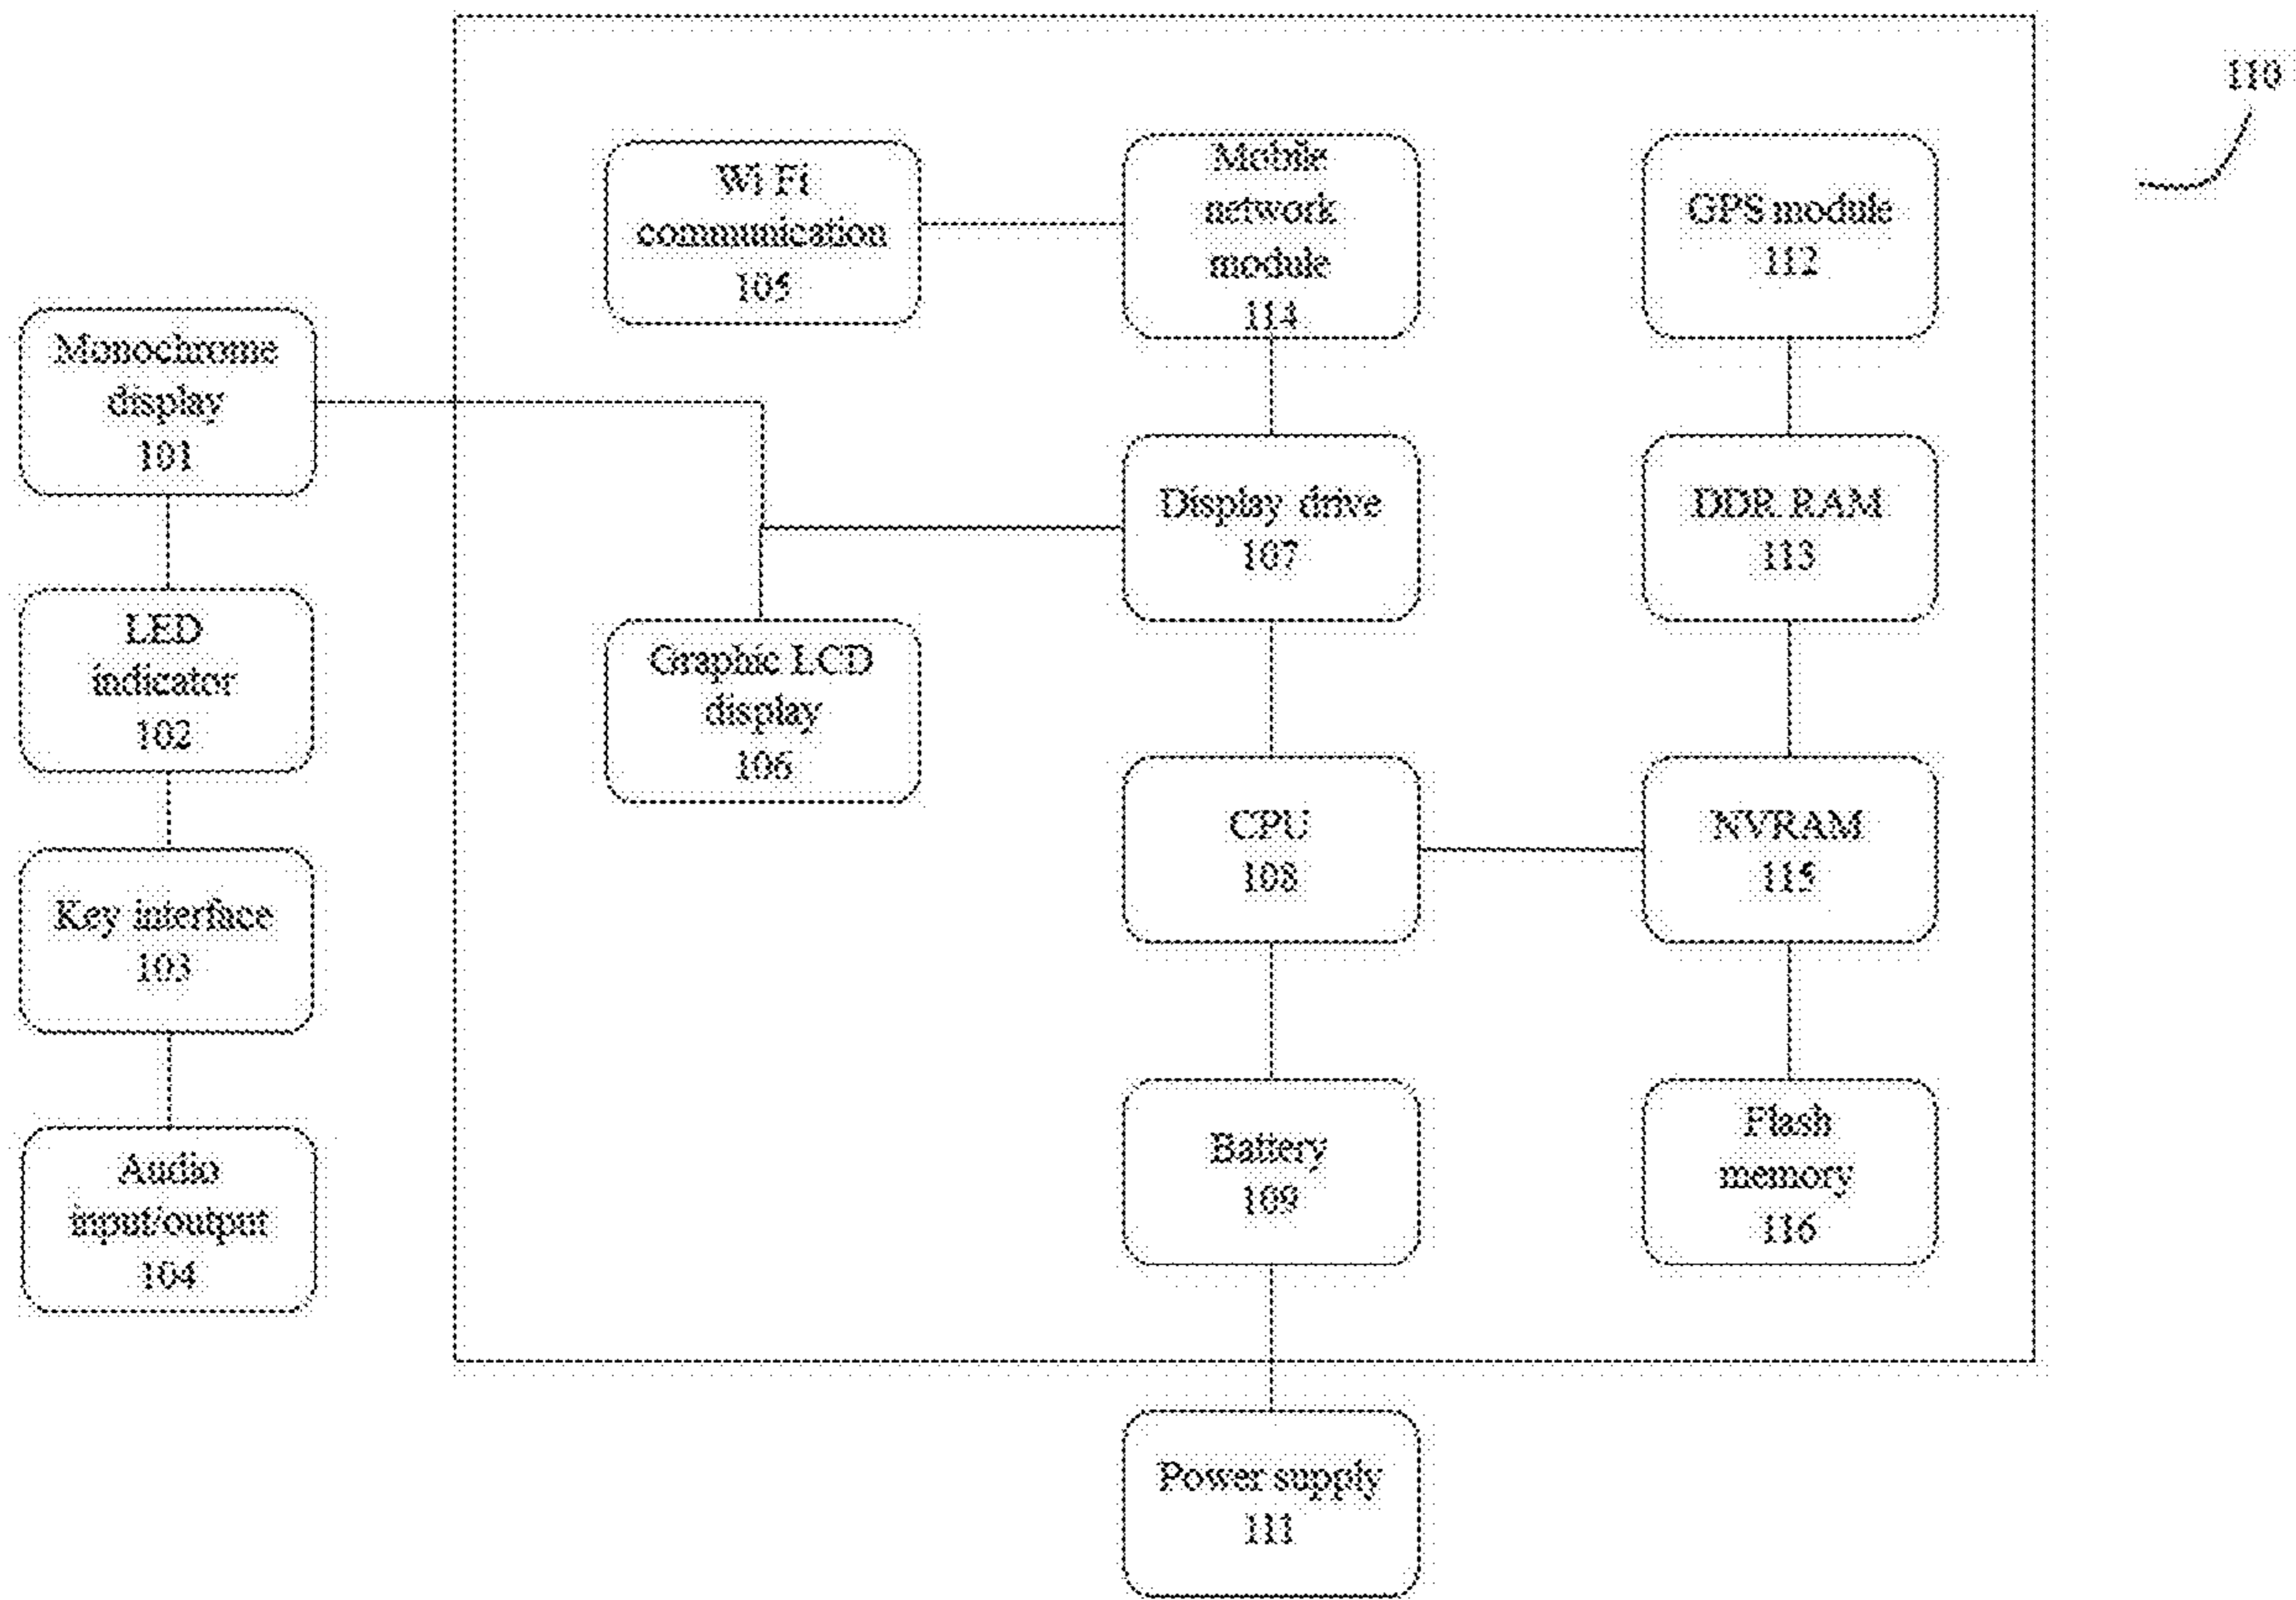 110
Wi Fi
communication
105
Mobile
network
module
114
GPS module
112
Monochrome
display
101
Display drive
107
DDR RAM
113
LED
indicator
102
Graphic LCD
display
106
CPU
108
NVRAM
115
Key interface
103
Audio
input/output
104
Battery
109
Flash
memory
116
Power supply
111